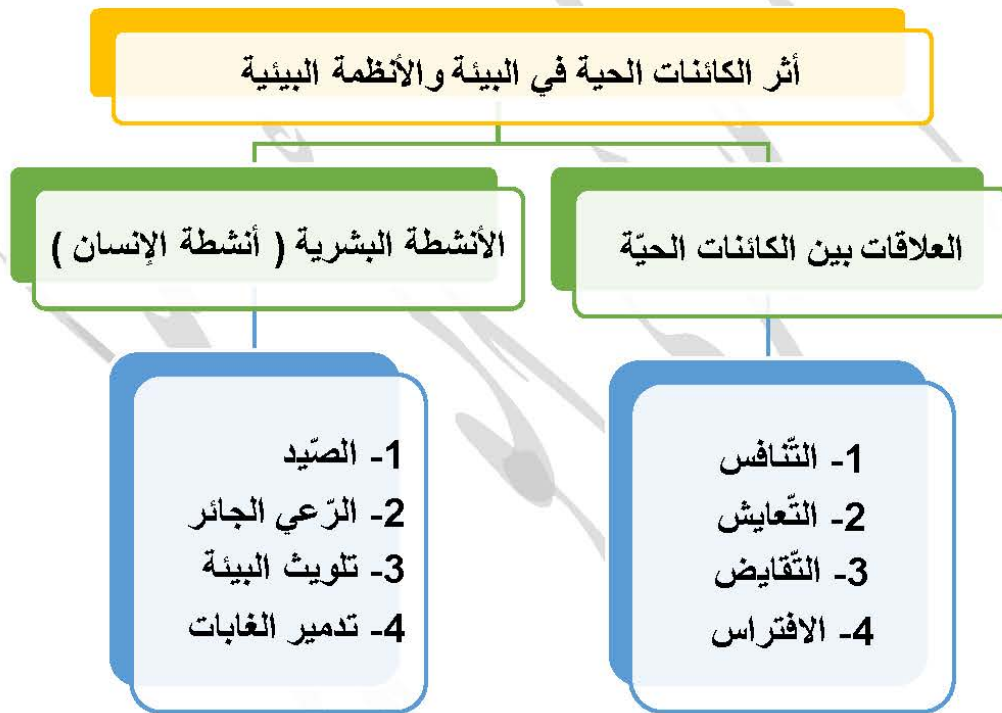 أثر الكائنات الحية في البيئة والأنظمة البيئية
العلاقات بين الكائنات الحيّة
1- التّنافس
2- التّعايش
3- التّقايض
4- الافتراس
الأنشطة البشرية ( أنشطة الإنسان )
1- الصّيد
2- الرّعي الجائر
3- تلويث البيئة
4- تدمير الغابات